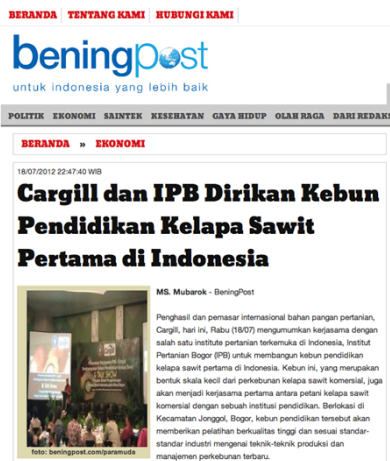 BERANDA TENTANG KAMI HUBUNGI KAMI
beningpost
untuk indonesia yang lebih baik
POLITIK EKONOMI SAINTEK KESEHATAN GAYA HIDUP OLAH RAGA DARI REDAK
BERANDA » EKONOMI
18/07/2012 22:47:40 WIB
Cargill dan IPB Dirikan Kebun
Pendidikan Kelapa Sawit
Pertama di Indonesia
MS. Mubarok - BeningPost
Penghasil dan pemasar internasional bahan pangan pertanian,
Cargill, hari ini, Rabu (18/07) mengumumkan kerjasama dengan
salah satu institute pertanian terkemuka di Indonesia, Institut
Pertanian Bogor (IPB) untuk membangun kebun pendidikan
kelapa sawit pertama di Indonesia. Kebun ini, yang merupakan
bentuk skala kecil dari perkebunan kelapa sawit komersial, juga
akan menjadi kerjasama pertama antara petani kelapa sawit
komersial dengan sebuah institusi pendidikan. Berlokasi di
Kecamatan Jonggol, Bogor, kebun pendidikan tersebut akan
memberikan pelatihan berkualitas tinggi dan sesuai standar-
standar industri mengenai teknik-teknik produksi dan
manajemen perkebunan terbaru.
foto: beningpost.com/paramuda